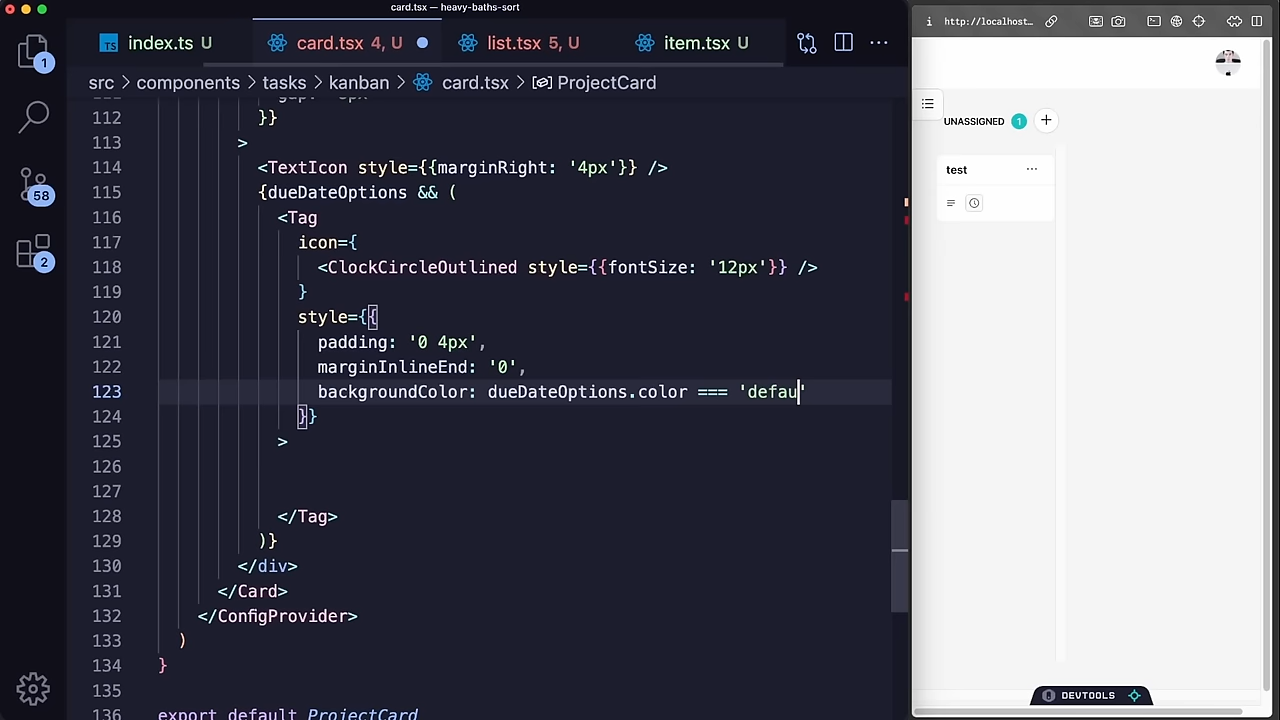 card.tsx — heavy-baths-sort
index.ts U
card.tsx 4, U
list.tsx 5, U
item.tsx U
src > components > tasks > kanban > card.tsx > ProjectCard
112 }}
113 >
114 <TextIcon style={{marginRight: '4px'}} />
115 {dueDateOptions && (
116 <Tag
117 icon={
118 <ClockCircleOutlined style={{fontSize: '12px'}} />
119 }
120 style={{
121 padding: '0 4px',
122 marginInlineEnd: '0',
123 backgroundColor: dueDateOptions.color === 'defau'
124 }}
125 >
126
127
128 </Tag>
129 )}
130 </div>
131 </Card>
132 </ConfigProvider>
133 )
134 }
135
136 export default ProjectCard
1
58
2
http://localhost...
UNASSIGNED 1 +
test ...
DEVTOOLS